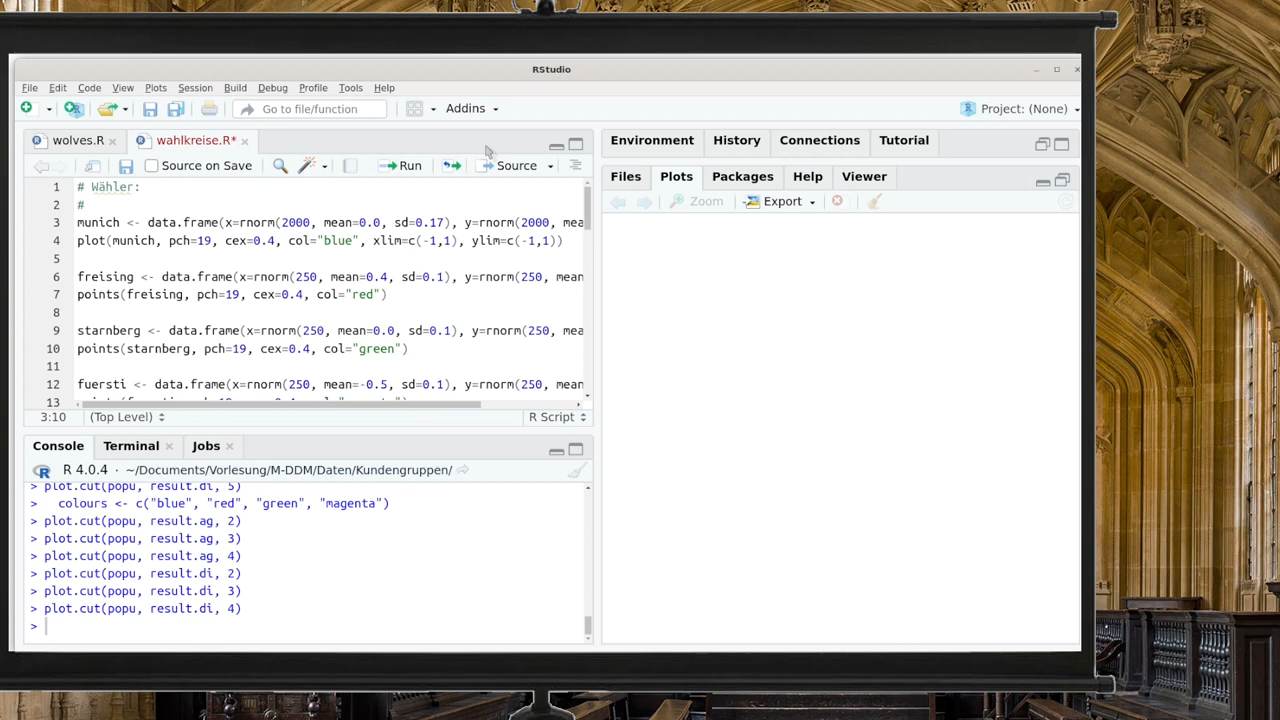 RStudio
File Edit Code View Plots Session Build Debug Profile Tools Help
Go to file/function Addins Project: (None)
wolves.R wahlkreise.R*
Source on Save Run Source
1 # Wähler:
2 #
3 munich <- data.frame(x=rnorm(2000, mean=0.0, sd=0.17), y=rnorm(2000, mea
4 plot(munich, pch=19, cex=0.4, col="blue", xlim=c(-1,1), ylim=c(-1,1))
5
6 freising <- data.frame(x=rnorm(250, mean=0.4, sd=0.1), y=rnorm(250, mean
7 points(freising, pch=19, cex=0.4, col="red")
8
9 starnberg <- data.frame(x=rnorm(250, mean=0.0, sd=0.1), y=rnorm(250, mea
10 points(starnberg, pch=19, cex=0.4, col="green")
11
12 fuersti <- data.frame(x=rnorm(250, mean=-0.5, sd=0.1), y=rnorm(250, mean
13
3:10 (Top Level) R Script
Console Terminal Jobs
R 4.0.4 · ~/Documents/Vorlesung/M-DDM/Daten/Kundengruppen/
> plot.cut(popu, result.di, 5)
> colours <- c("blue", "red", "green", "magenta")
> plot.cut(popu, result.ag, 2)
> plot.cut(popu, result.ag, 3)
> plot.cut(popu, result.ag, 4)
> plot.cut(popu, result.di, 2)
> plot.cut(popu, result.di, 3)
> plot.cut(popu, result.di, 4)
>
Environment History Connections Tutorial
Files Plots Packages Help Viewer
Zoom Export